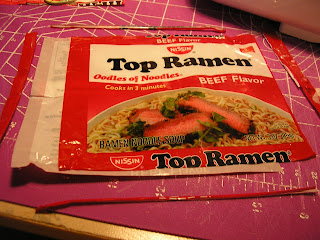 BEEF Flavor
NISSIN
Top Ramen
Oodles of Noodles
BEEF Flavor
Cooks in 3 minutes
RAMEN NOODLE SOUP
NISSIN
Top Ramen